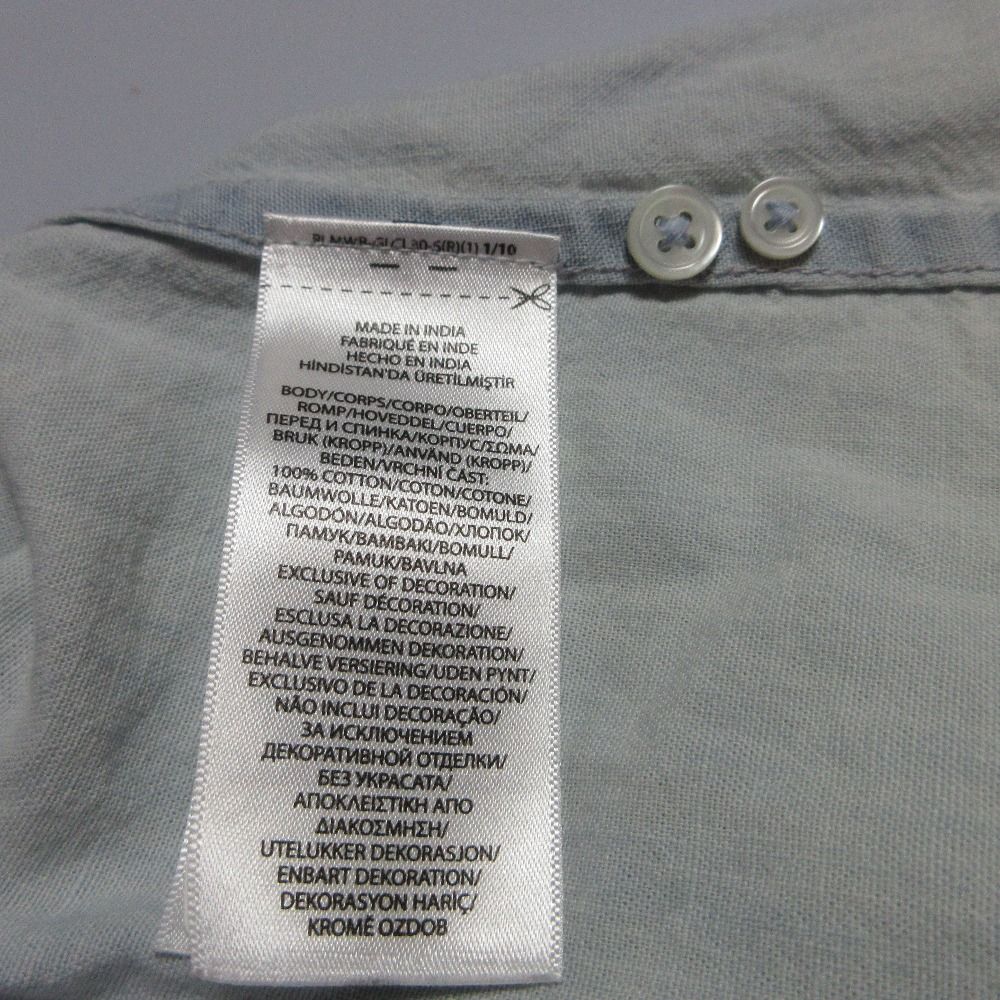 1/10
MADE IN INDIA
FABRIQUÉ EN INDE
HECHO EN INDIA
HİNDİSTAN'DA ÜRETİLMİŞTİR
BODY/CORPS/CORPO/OBERTEIL/
ROMP/HOVEDDEL/CUERPO/
ПЕРЕД И СПИНКА/КОРПУС/ΣΩΜΑ/
BRUK (KROPP)/ANVÄND (KROPP)/
BEDEN/VRCHNÍ ČÁST:
100% COTTON/COTON/COTONE/
BAUMWOLLE/KATOEN/BOMULD/
ALGODÓN/ALGODÃO/ХЛОПОК/
ПАМУК/ΒΑΜΒΑΚΙ/BOMULL/
PAMUK/BAVLNA
EXCLUSIVE OF DECORATION/
SAUF DÉCORATION/
ESCLUSA LA DECORAZIONE/
AUSGENOMMEN DEKORATION/
BEHALVE VERSIERING/UDEN PYNT/
EXCLUSIVO DE LA DECORACIÓN/
NÃO INCLUI DECORAÇÃO/
ЗА ИСКЛЮЧЕНИЕМ
ДЕКОРАТИВНОЙ ОТДЕЛКИ/
БЕЗ УКРАСАТА/
ΑΠΟΚΛΕΙΣΤΙΚΗ ΑΠΟ
ΔΙΑΚΟΣΜΗΣΗ/
UTELUKKER DEKORASJON/
ENBART DEKORATION/
DEKORASYON HARİÇ/
KROMĚ OZDOB